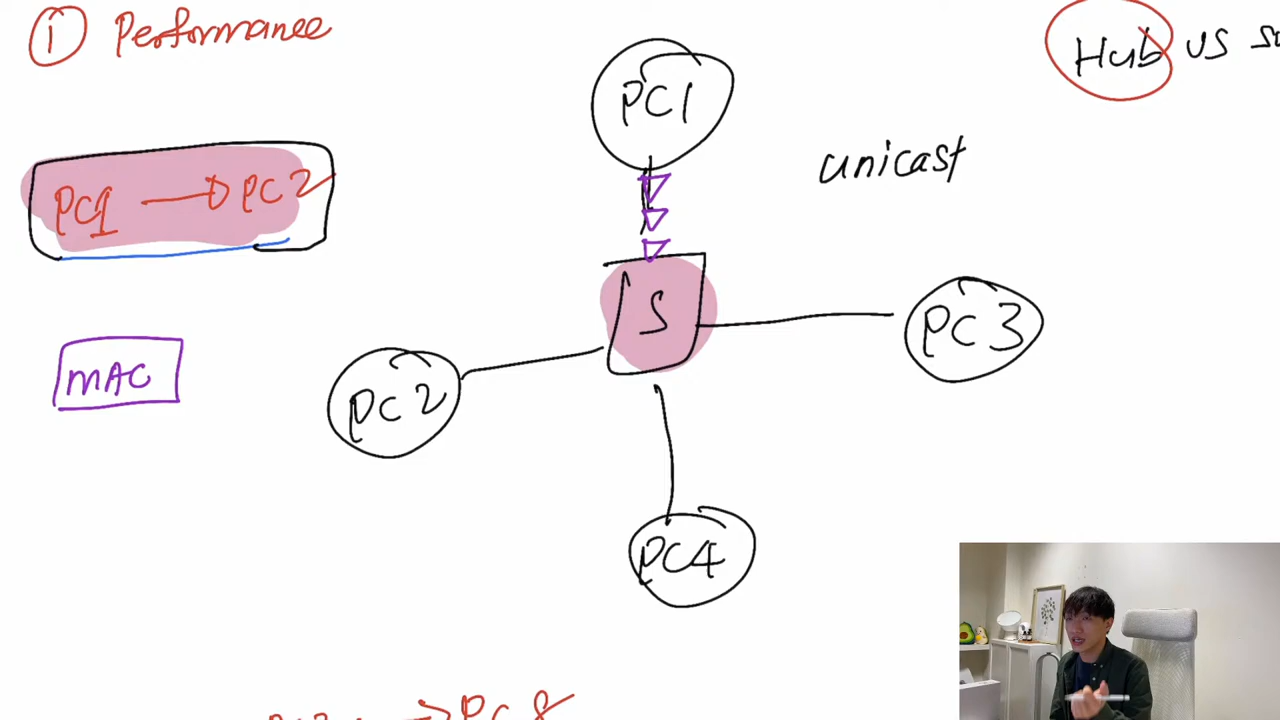 ① Performance
Hub vs
PC1
unicast
PC1 → PC2
S
PC3
MAC
PC2
PC4